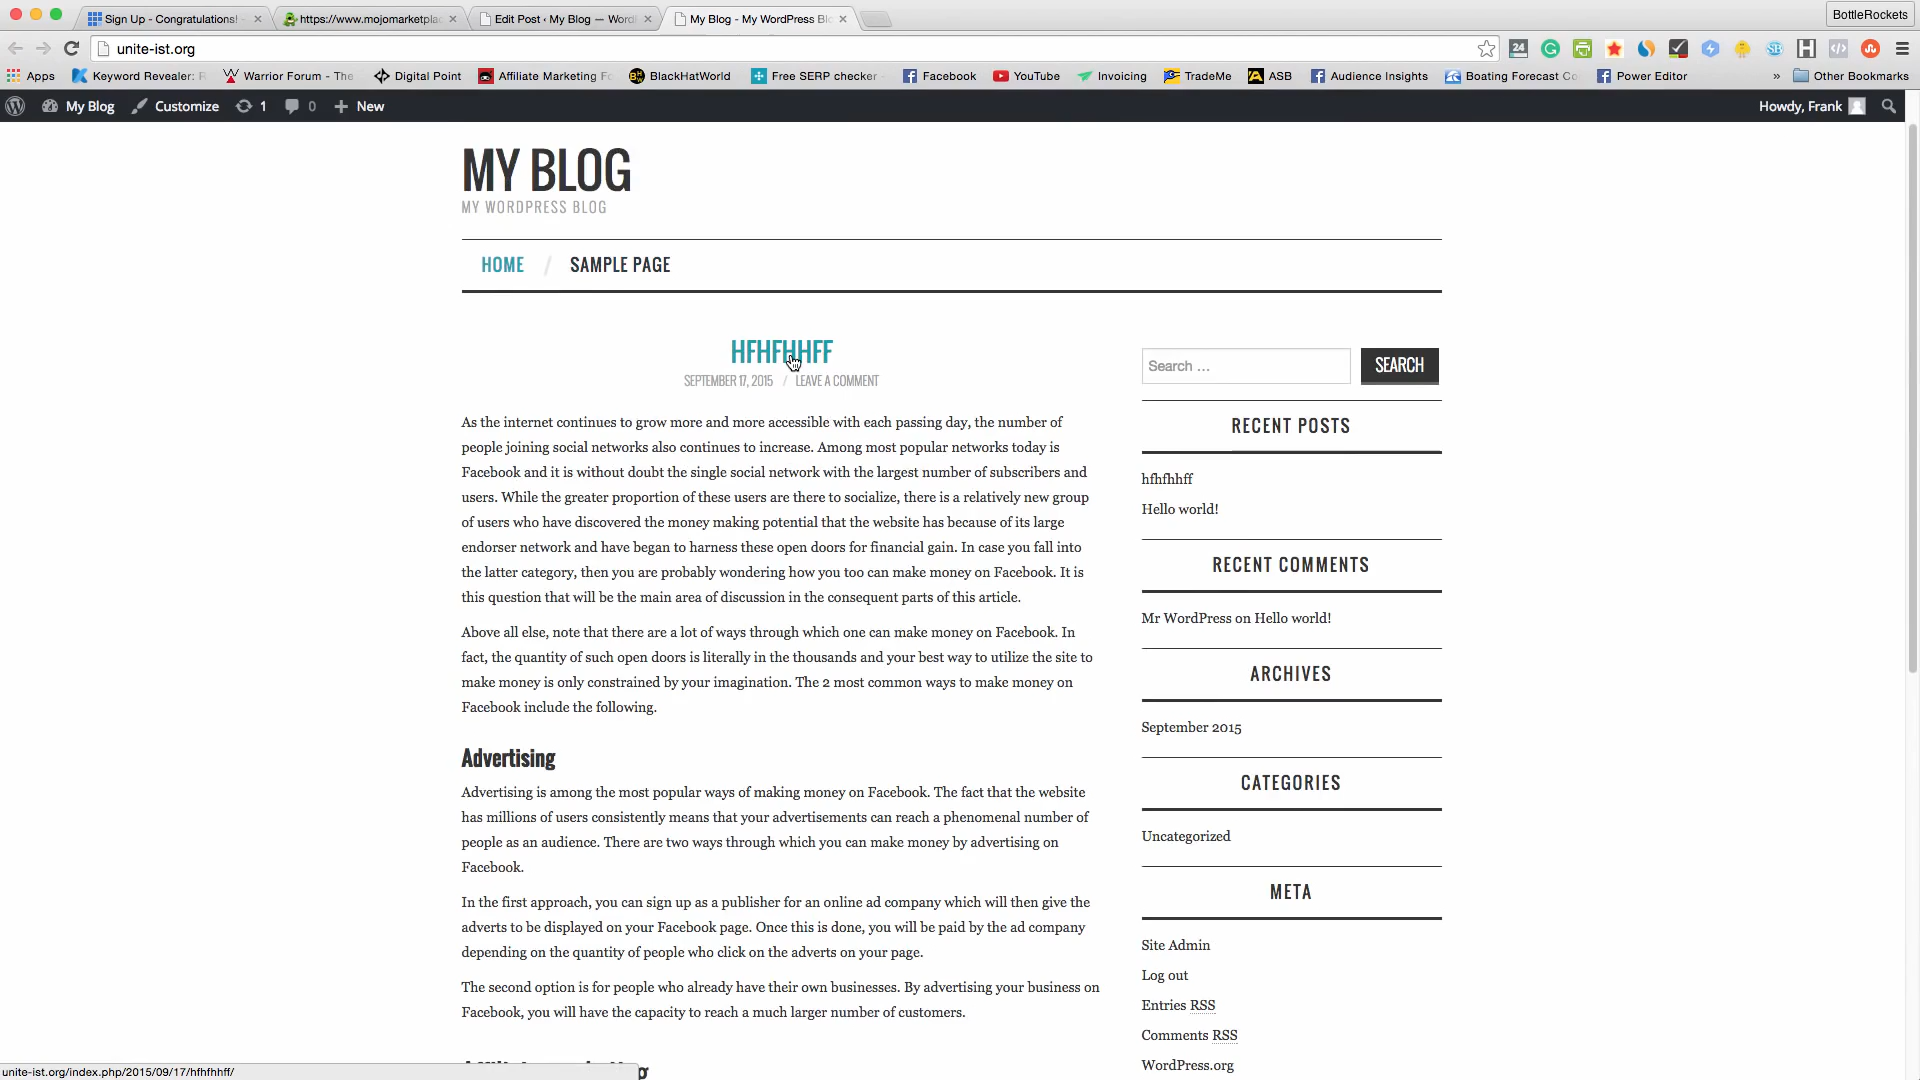 Sign Up - Congratulations!
https://www.mojomarketpla
Edit Post ‹ My Blog — Word
My Blog - My WordPress Bl
BottleRockets
unite-ist.org
24
Apps
Keyword Revealer:
Warrior Forum - The
Digital Point
Affiliate Marketing Fo
BlackHatWorld
Free SERP checker
Facebook
YouTube
Invoicing
TradeMe
ASB
Audience Insights
Boating Forecast Co
Power Editor
»
Other Bookmarks
My Blog
Customize
1
0
New
Howdy, Frank
MY BLOG
MY WORDPRESS BLOG
HOME / SAMPLE PAGE
HFHFHHFF
SEPTEMBER 17, 2015 / LEAVE A COMMENT
As the internet continues to grow more and more accessible with each passing day, the number of
people joining social networks also continues to increase. Among most popular networks today is
Facebook and it is without doubt the single social network with the largest number of subscribers and
users. While the greater proportion of these users are there to socialize, there is a relatively new group
of users who have discovered the money making potential that the website has because of its large
endorser network and have began to harness these open doors for financial gain. In case you fall into
the latter category, then you are probably wondering how you too can make money on Facebook. It is
this question that will be the main area of discussion in the consequent parts of this article.
Above all else, note that there are a lot of ways through which one can make money on Facebook. In
fact, the quantity of such open doors is literally in the thousands and your best way to utilize the site to
make money is only constrained by your imagination. The 2 most common ways to make money on
Facebook include the following.
Advertising
Advertising is among the most popular ways of making money on Facebook. The fact that the website
has millions of users consistently means that your advertisements can reach a phenomenal number of
people as an audience. There are two ways through which you can make money by advertising on
Facebook.
In the first approach, you can sign up as a publisher for an online ad company which will then give the
adverts to be displayed on your Facebook page. Once this is done, you will be paid by the ad company
depending on the quantity of people who click on the adverts on your page.
The second option is for people who already have their own businesses. By advertising your business on
Facebook, you will have the capacity to reach a much larger number of customers.
Search ...
SEARCH
RECENT POSTS
hfhfhhff
Hello world!
RECENT COMMENTS
Mr WordPress on Hello world!
ARCHIVES
September 2015
CATEGORIES
Uncategorized
META
Site Admin
Log out
Entries RSS
Comments RSS
WordPress.org
unite-ist.org/index.php/2015/09/17/hfhfhhff/